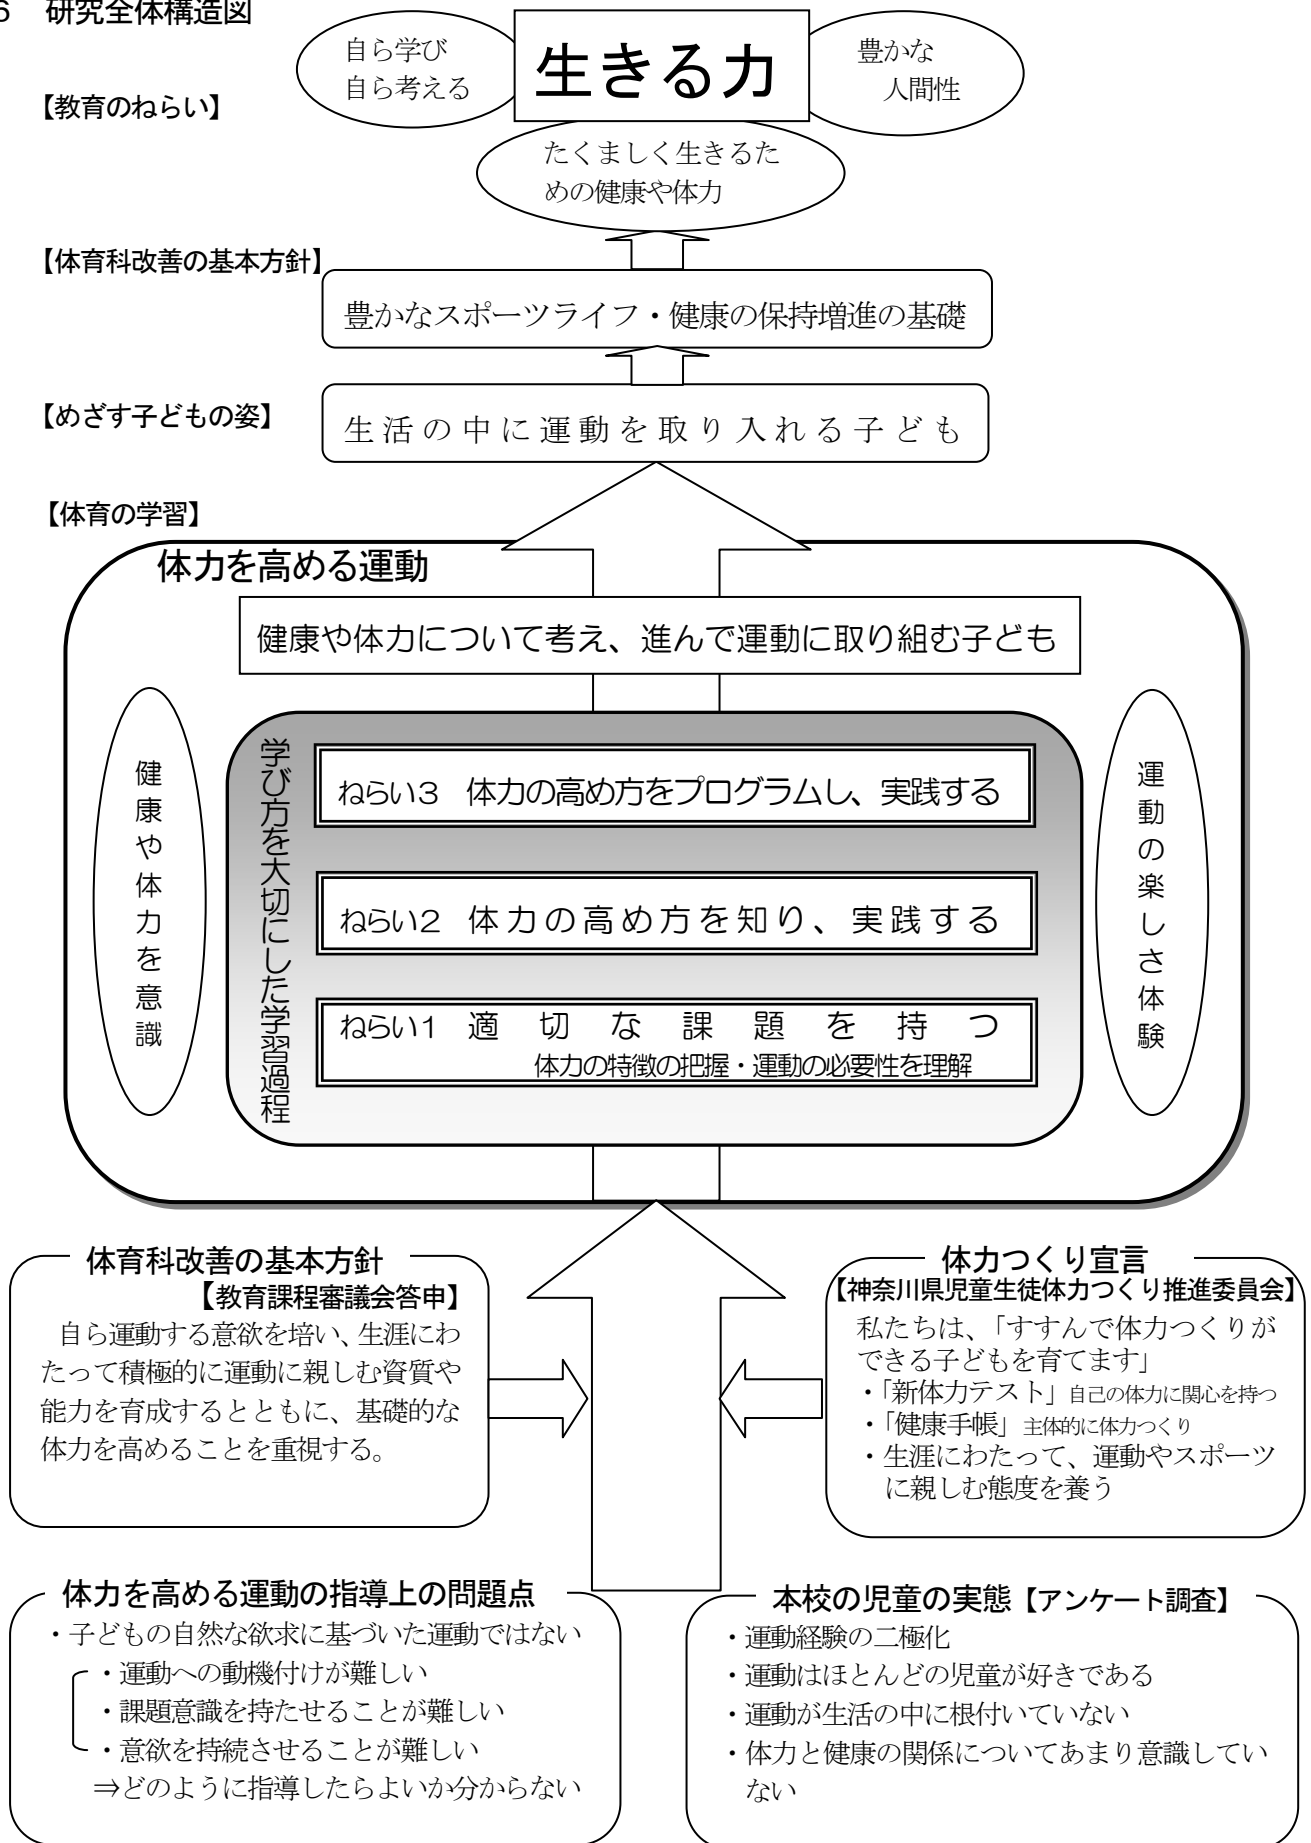 6 研究全体構造図
自ら学び
自ら考える
生きる力
豊かな
人間性
【教育のねらい】
たくましく生きるた
めの健康や体力
【体育科改善の基本方針】
豊かなスポーツライフ・健康の保持増進の基礎
【めざす子どもの姿】
生活の中に運動を取り入れる子ども
【体育の学習】
体力を高める運動
健康や体力について考え、進んで運動に取り組む子ども
健康や体力を意識
学び方を大切にした学習過程
ねらい3 体力の高め方をプログラムし、実践する
ねらい2 体力の高め方を知り、実践する
ねらい1 適切な課題を持つ
体力の特徴の把握・運動の必要性を理解
運動の楽しさ体験
体育科改善の基本方針
【教育課程審議会答申】
自ら運動する意欲を培い、生涯にわ
たって積極的に運動に親しむ資質や
能力を育成するとともに、基礎的な
体力を高めることを重視する。
体力つくり宣言
【神奈川県児童生徒体力つくり推進委員会】
私たちは、「すすんで体力つくりが
できる子どもを育てます」
・「新体力テスト」自己の体力に関心を持つ
・「健康手帳」主体的に体力つくり
・生涯にわたって、運動やスポーツ
に親しむ態度を養う
体力を高める運動の指導上の問題点
・子どもの自然な欲求に基づいた運動ではない
・運動への動機付けが難しい
・課題意識を持たせることが難しい
・意欲を持続させることが難しい
⇒どのように指導したらよいか分からない
本校の児童の実態【アンケート調査】
・運動経験の二極化
・運動はほとんどの児童が好きである
・運動が生活の中に根付いていない
・体力と健康の関係についてあまり意識してい
ない